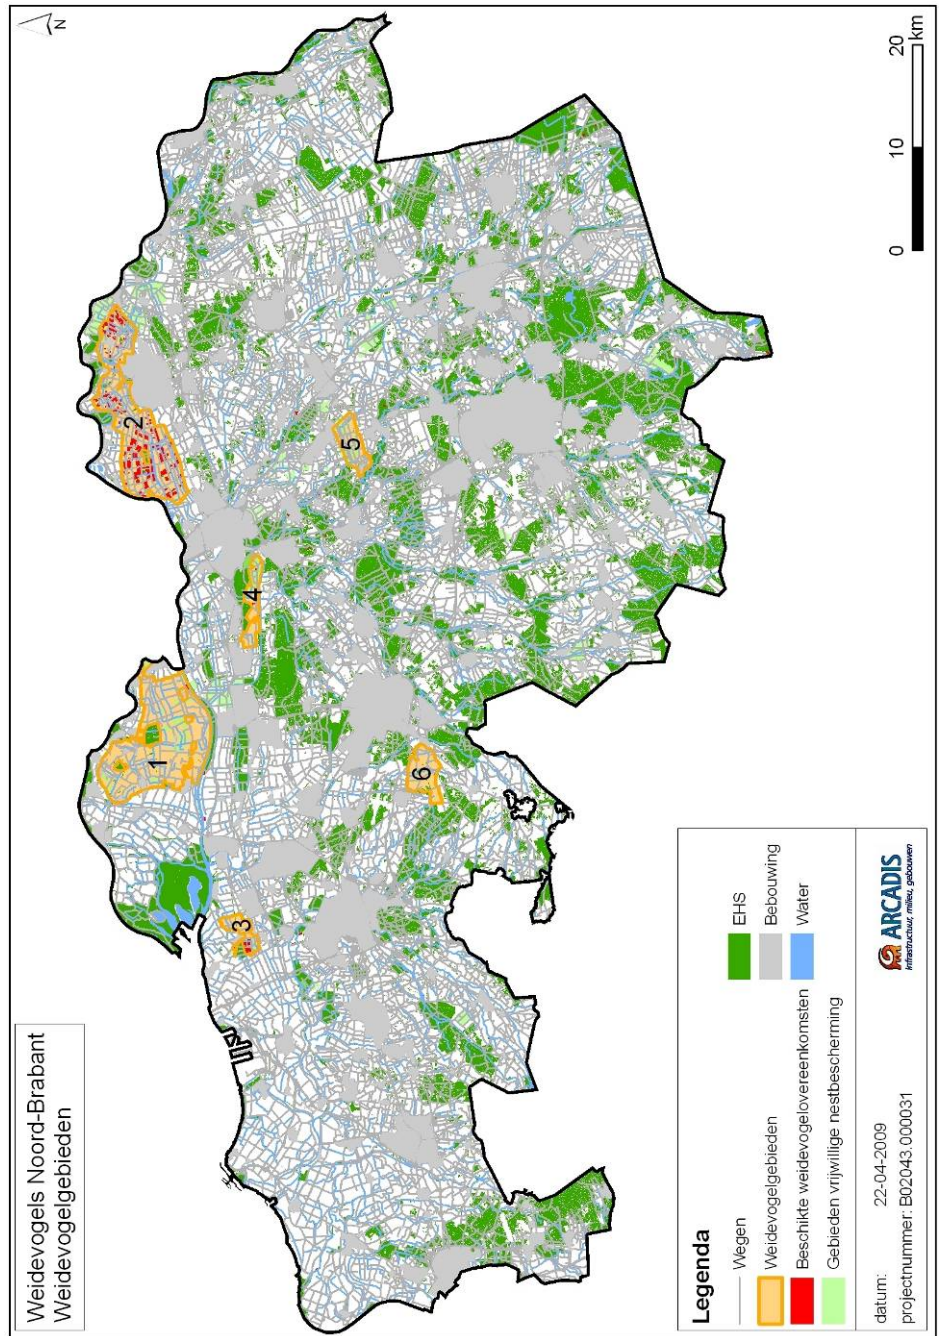 Weidevogels Noord-Brabant
Weidevogelgebieden
N
1
2
3
4
5
6
Legenda
Wegen
Weidevogelgebieden
Beschikte weidevogelovereenkomsten
Gebieden vrijwillige nestbescherming
EHS
Bebouwing
Water
datum: 22-04-2009
projectnummer: B02043.000031
ARCADIS
Infrastructuur, milieu, gebouwen
0 10 20
km